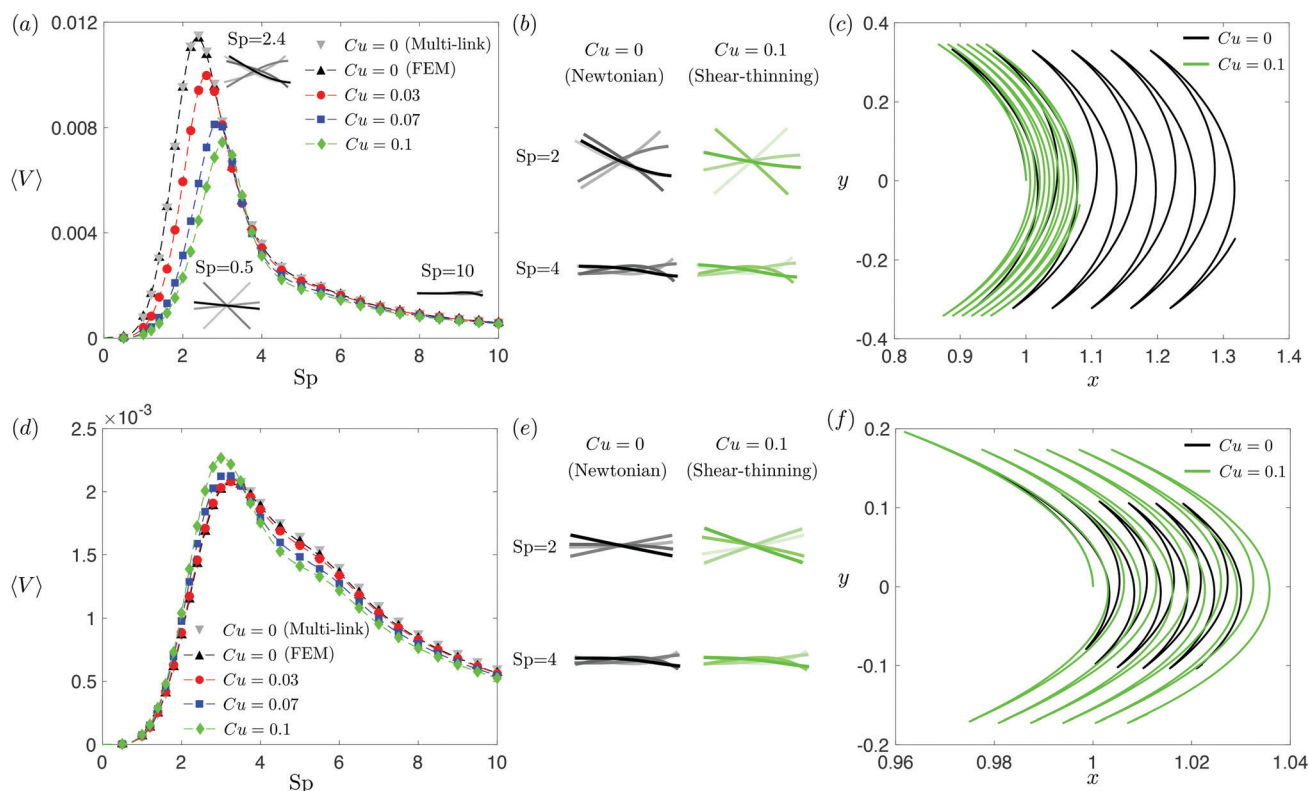 (a)
0.012
0.008
0.004
0
⟨V⟩
0 2 4 6 8 10
Sp
Sp=2.4
Cu = 0 (Multi-link)
Cu = 0 (FEM)
Cu = 0.03
Cu = 0.07
Cu = 0.1
Sp=0.5
Sp=10
(b)
Cu = 0 Cu = 0.1
(Newtonian) (Shear-thinning)
Sp=2
Sp=4
(c)
0.4
0.2
0
-0.2
-0.4
y
Cu = 0
Cu = 0.1
0.8 0.9 1 1.1 1.2 1.3 1.4
x
(d)
×10⁻³
2.5
2
1.5
1
0.5
0
⟨V⟩
Cu = 0 (Multi-link)
Cu = 0 (FEM)
Cu = 0.03
Cu = 0.07
Cu = 0.1
0 2 4 6 8 10
Sp
(e)
Cu = 0 Cu = 0.1
(Newtonian) (Shear-thinning)
Sp=2
Sp=4
(f)
0.2
0.1
0
-0.1
-0.2
y
Cu = 0
Cu = 0.1
0.96 0.98 1 1.02 1.04
x